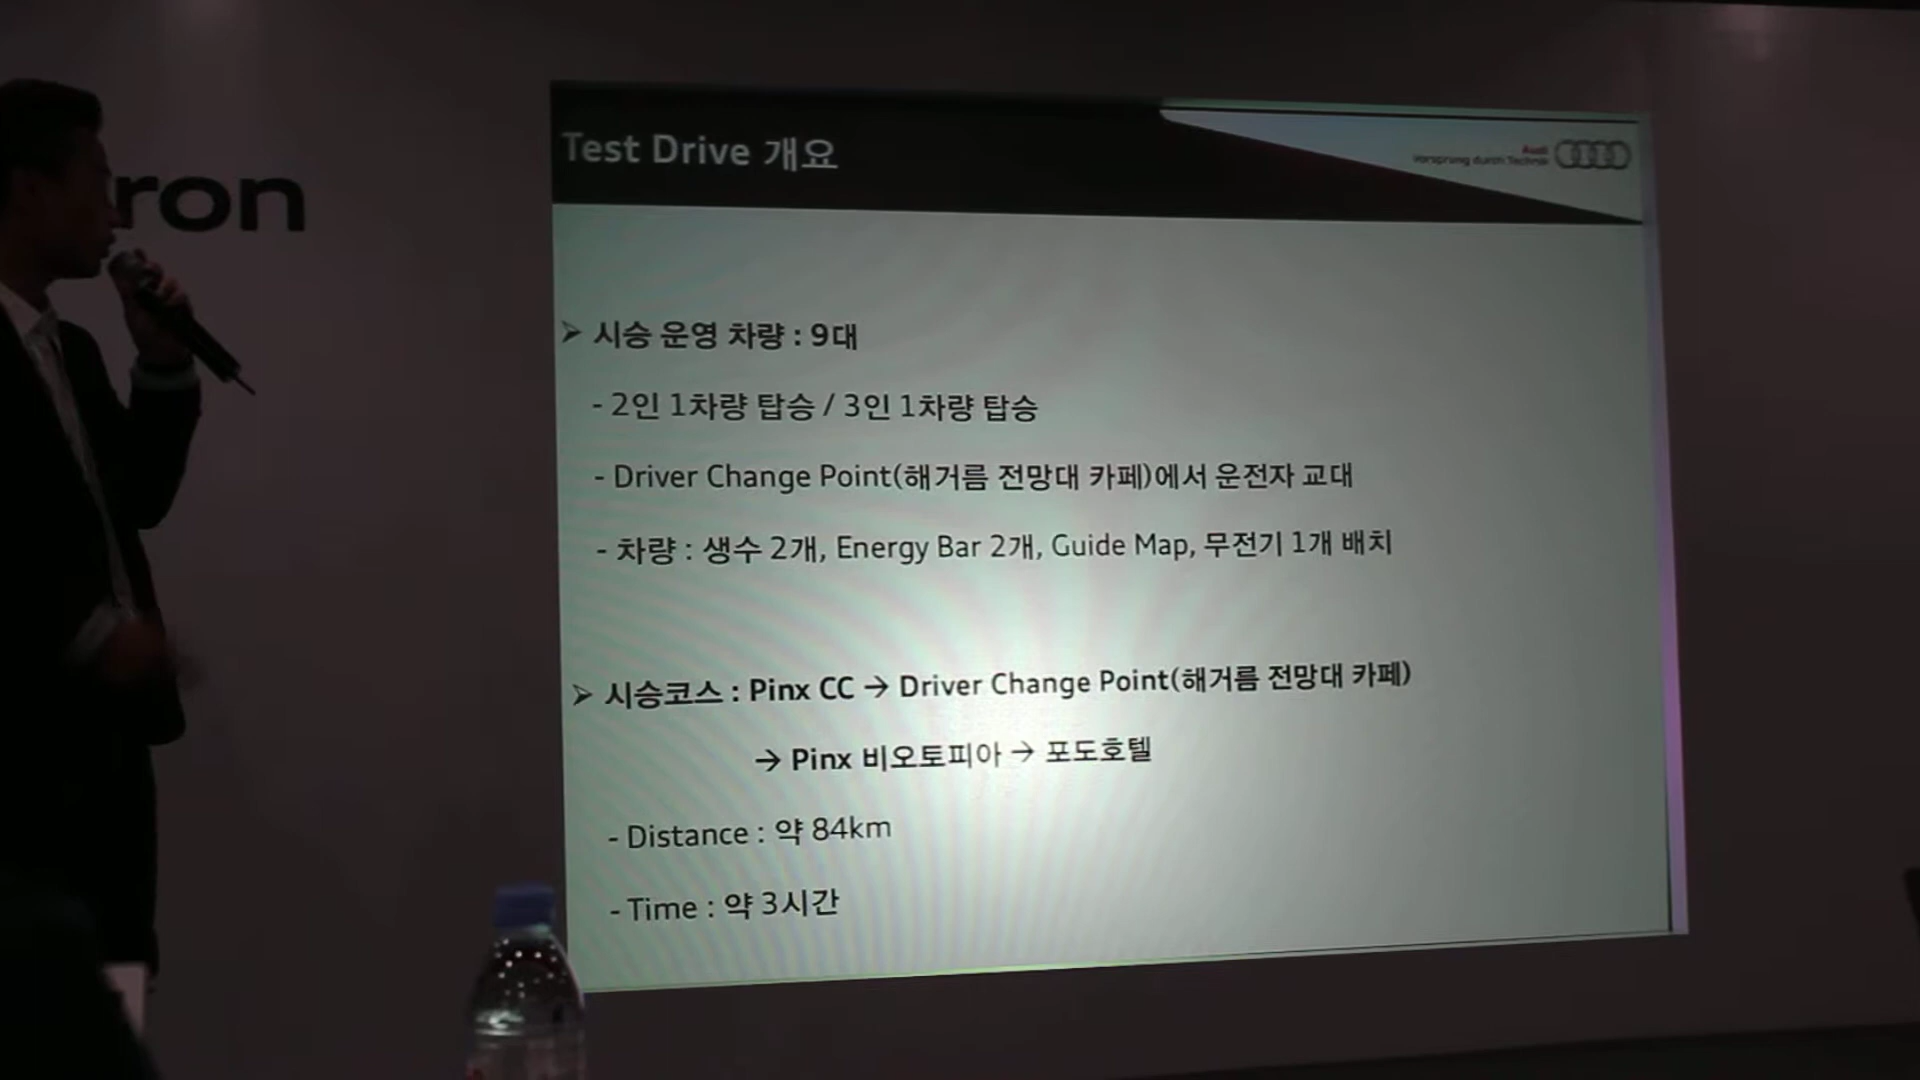 ron
Test Drive 개요
Audi
Vorsprung durch Technik
➢ 시승 운영 차량 : 9대
- 2인 1차량 탑승 / 3인 1차량 탑승
- Driver Change Point(해거름 전망대 카페)에서 운전자 교대
- 차량 : 생수 2개, Energy Bar 2개, Guide Map, 무전기 1개 배치
➢ 시승코스 : Pinx CC → Driver Change Point(해거름 전망대 카페)
→ Pinx 비오토피아 → 포도호텔
- Distance : 약 84km
- Time : 약 3시간